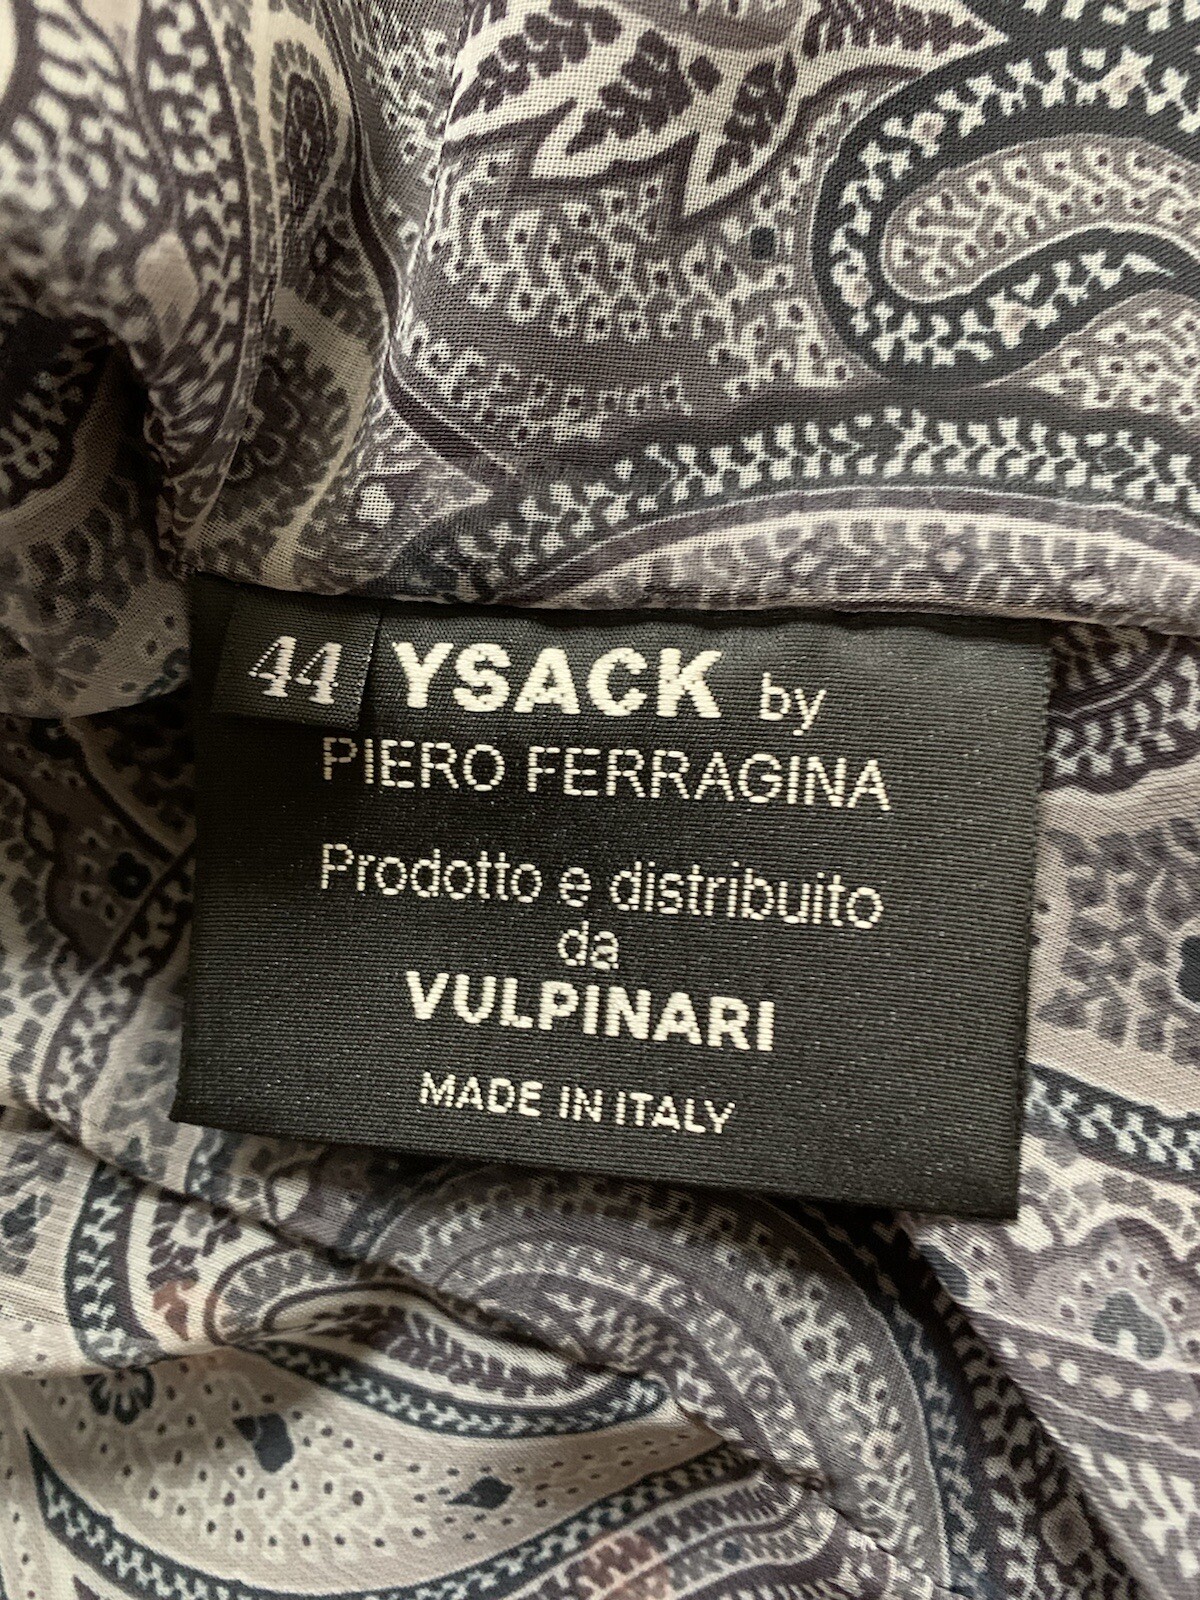 44
YSACK by
PIERO FERRAGINA
Prodotto e distribuito
da
VULPINARI
MADE IN ITALY